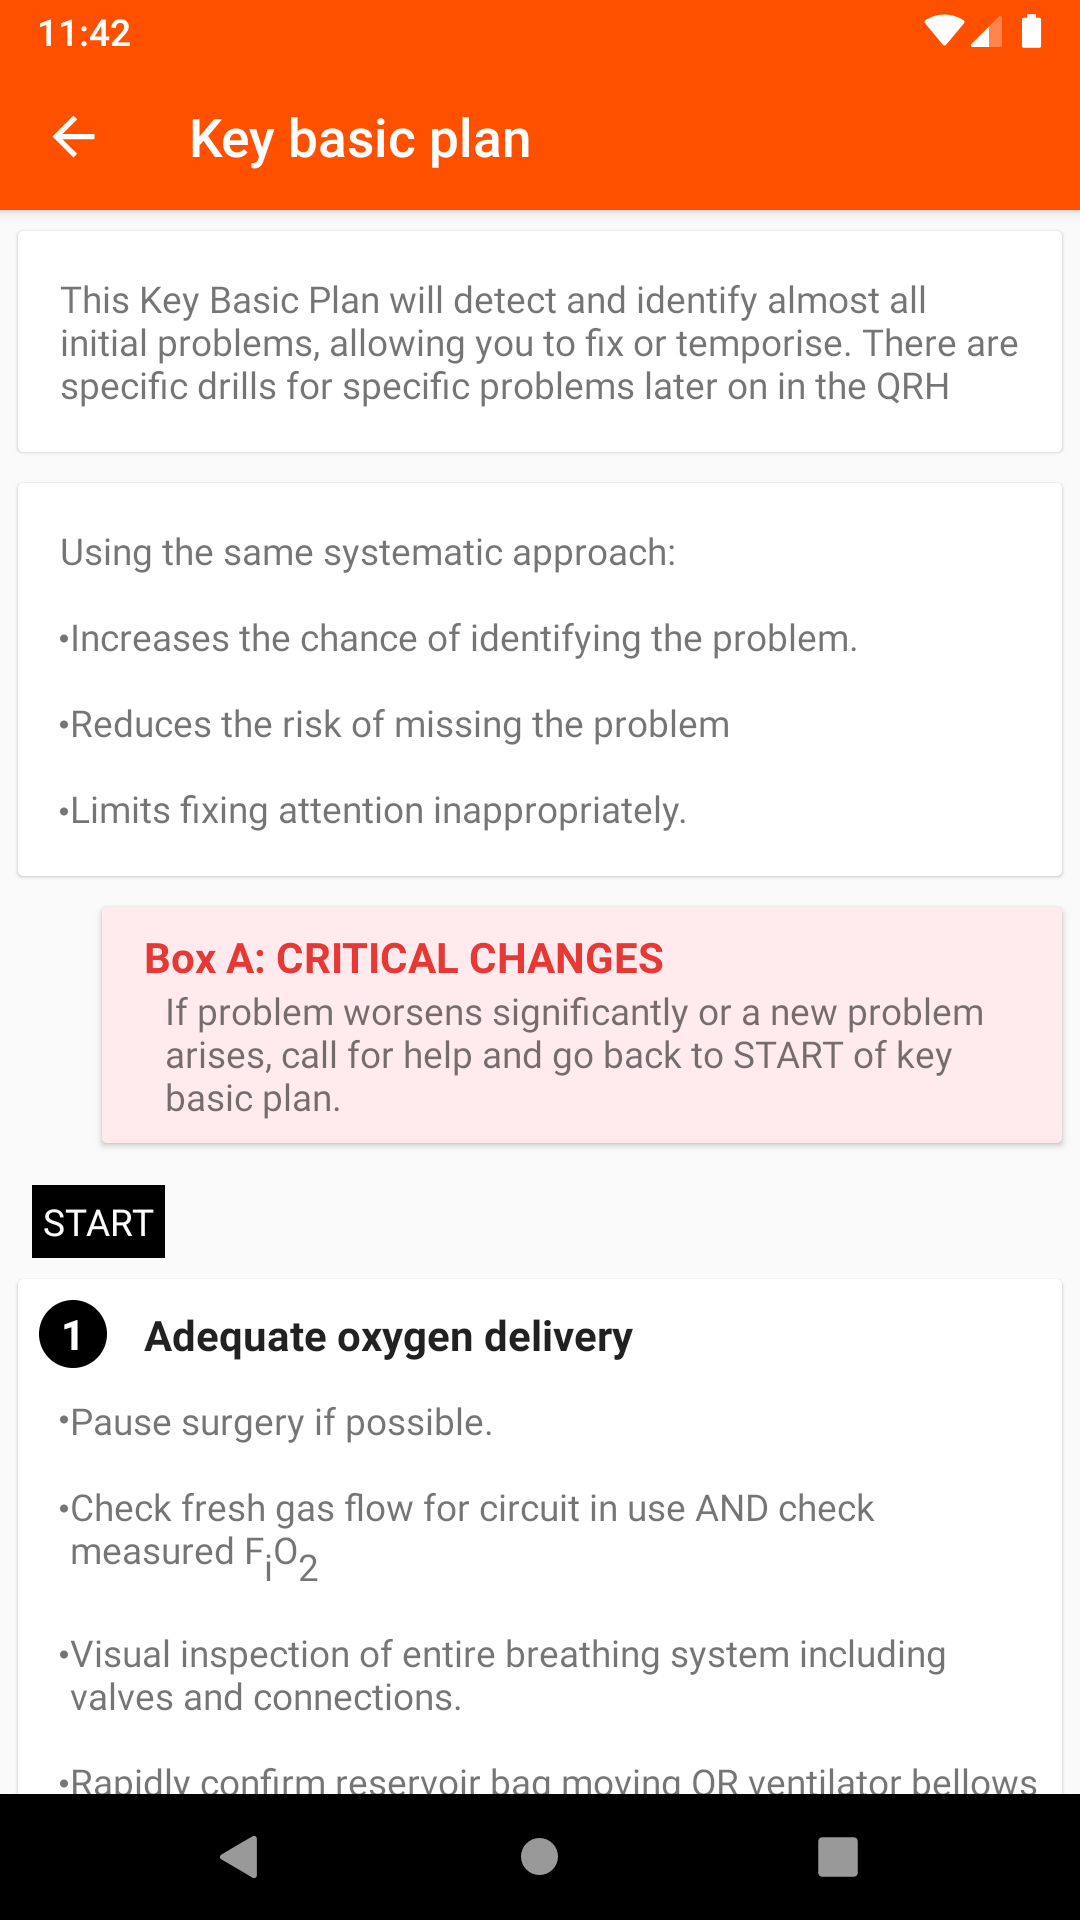 11:42
Key basic plan
This Key Basic Plan will detect and identify almost all
initial problems, allowing you to fix or temporise. There are
specific drills for specific problems later on in the QRH
Using the same systematic approach:
•Increases the chance of identifying the problem.
•Reduces the risk of missing the problem
•Limits fixing attention inappropriately.
Box A: CRITICAL CHANGES
If problem worsens significantly or a new problem
arises, call for help and go back to START of key
basic plan.
START
1 Adequate oxygen delivery
•Pause surgery if possible.
•Check fresh gas flow for circuit in use AND check
measured FiO2
•Visual inspection of entire breathing system including
valves and connections.
•Rapidly confirm reservoir bag moving OR ventilator bellows